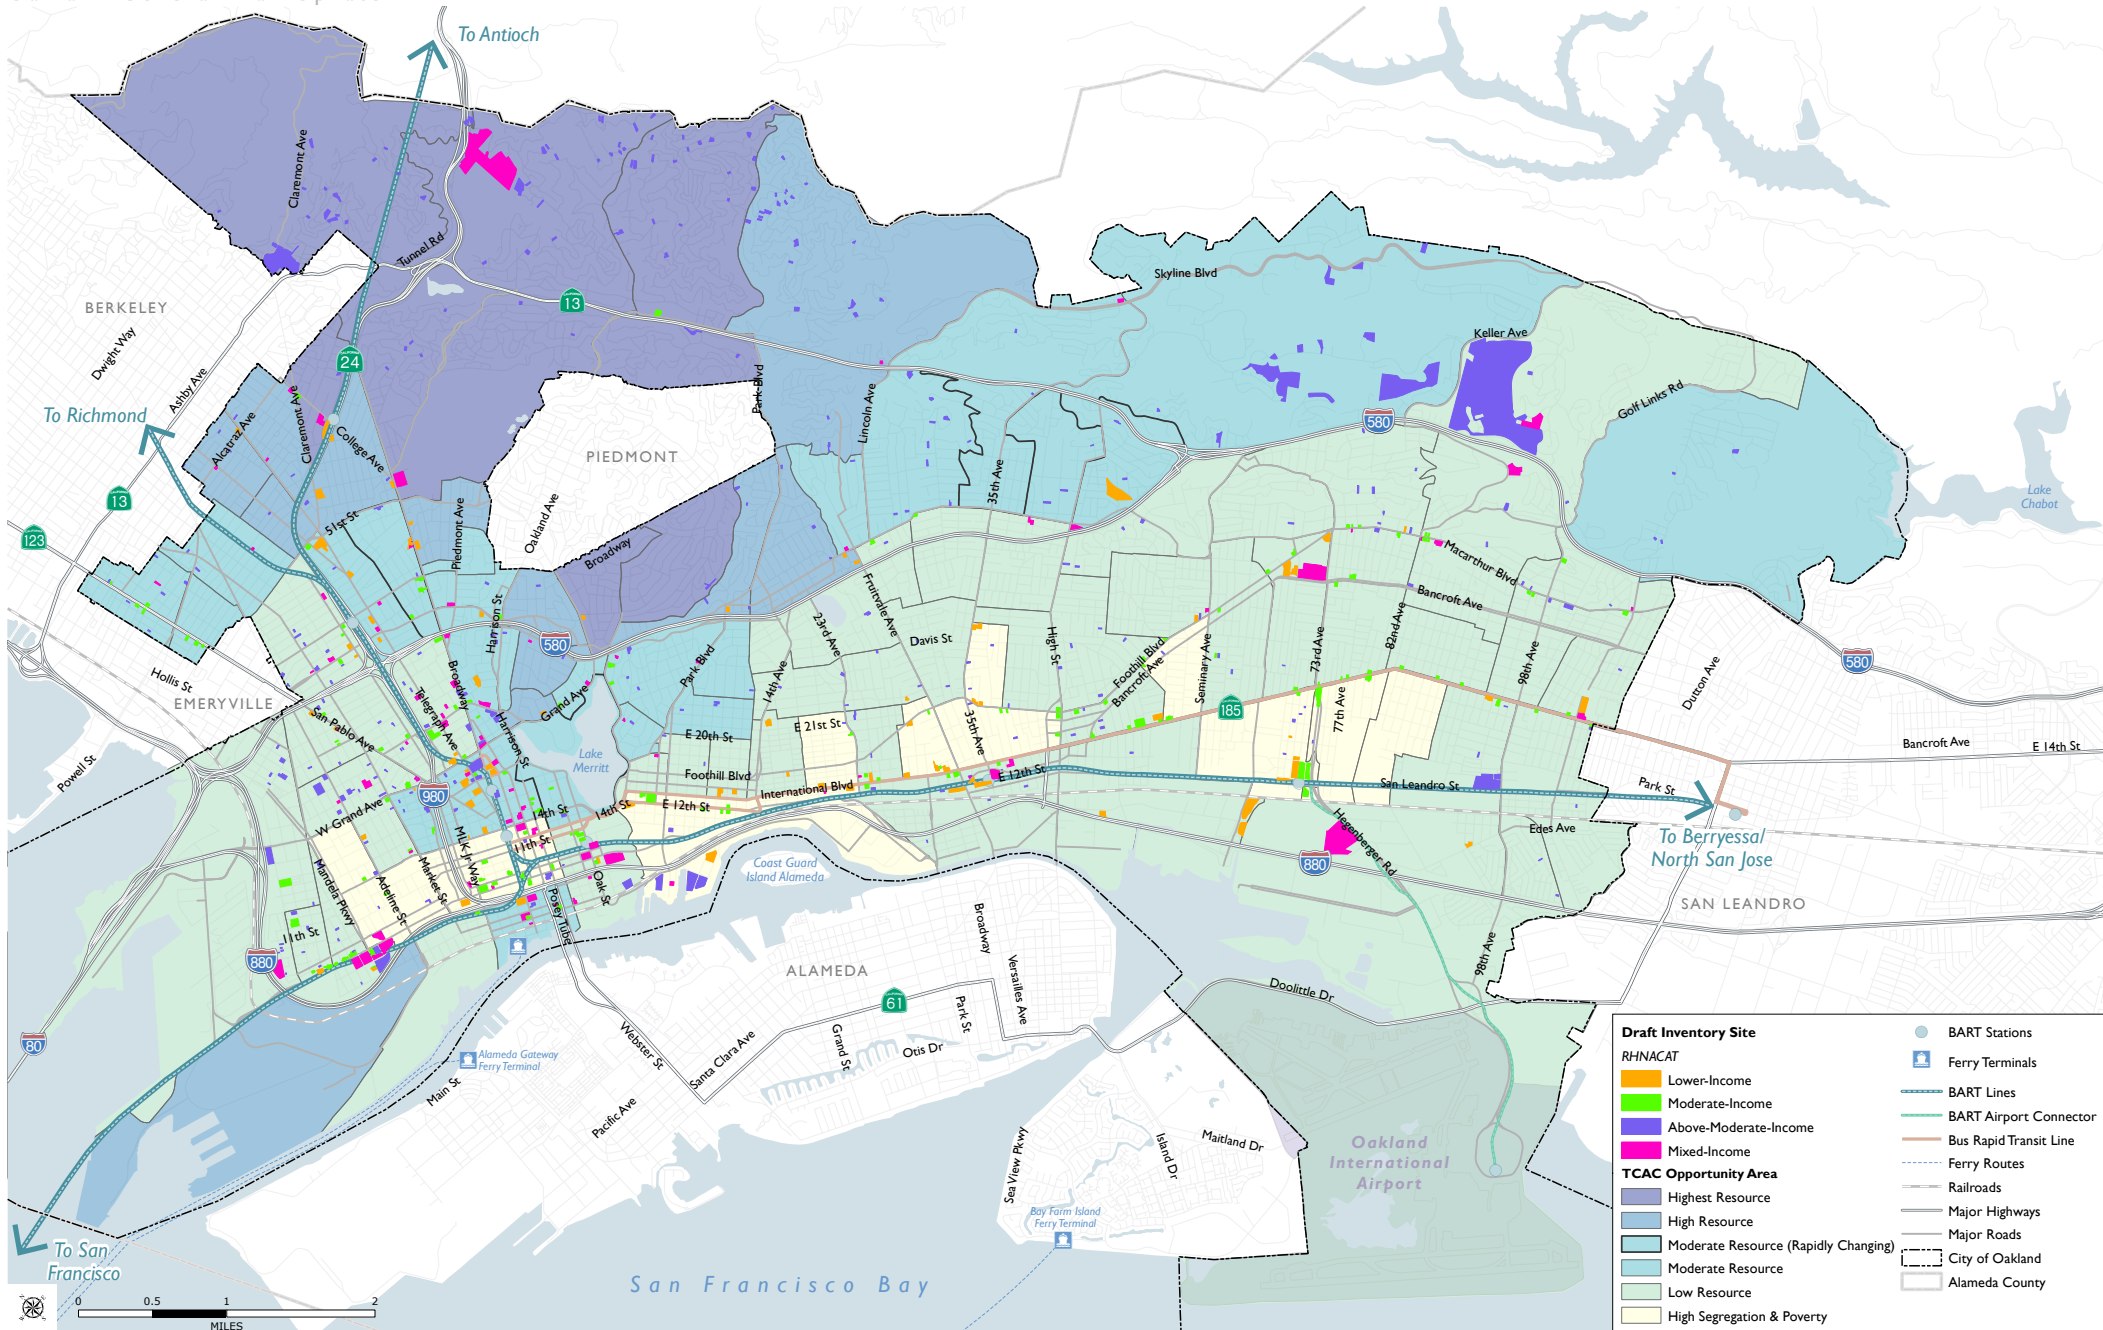 To Antioch
Claremont Ave
Tunnel Rd
13
Skyline Blvd
BERKELEY
Dwight Way
Ashby Ave
24
Keller Ave
Golf Links Rd
To Richmond
Alcatraz Ave
Claremont Ave
College Ave
Park Blvd
Lincoln Ave
580
PIEDMONT
Oakland Ave
35th Ave
13
123
51st St
Piedmont Ave
Broadway
Lake
Chabot
Macarthur Blvd
Bancroft Ave
Harrison St
580
Fruitvale Ave
23rd Ave
Davis St
High St
Foothill Blvd
Bancroft Ave
Seminary Ave
73rd Ave
82nd Ave
98th Ave
580
Hollis St
EMERYVILLE
Broadway
Telegraph Ave
Harrison St
Grand Ave
Park Blvd
14th Ave
Dutton Ave
San Pablo Ave
Lake
Merritt
E 20th St
E 21st St
35th Ave
185
77th Ave
Powell St
Foothill Blvd
International Blvd
E 12th St
E 12th St
San Leandro St
Park St
Bancroft Ave
E 14th St
980
W Grand Ave
14th St
14th St
11th St
MLK Jr Way
Market St
Adeline St
Mandela Pkwy
11th St
Oak St
Posey Tube
Coast Guard
Island Alameda
Hegenberger Rd
880
Edes Ave
To Berryessa/
North San Jose
SAN LEANDRO
880
ALAMEDA
Broadway
Versailles Ave
98th Ave
Doolittle Dr
61
80
Alameda Gateway
Ferry Terminal
Main St
Webster St
Santa Clara Ave
Pacific Ave
Grand St
Park St
Otis Dr
Sea View Pkwy
Island Dr
Maitland Dr
Oakland
International
Airport
Bay Farm Island
Ferry Terminal
To San
Francisco
San Francisco Bay
0 0.5 1 2
MILES
Draft Inventory Site
RHNACAT
Lower-Income
Moderate-Income
Above-Moderate-Income
Mixed-Income
TCAC Opportunity Area
Highest Resource
High Resource
Moderate Resource (Rapidly Changing)
Moderate Resource
Low Resource
High Segregation & Poverty
BART Stations
Ferry Terminals
BART Lines
BART Airport Connector
Bus Rapid Transit Line
Ferry Routes
Railroads
Major Highways
Major Roads
City of Oakland
Alameda County